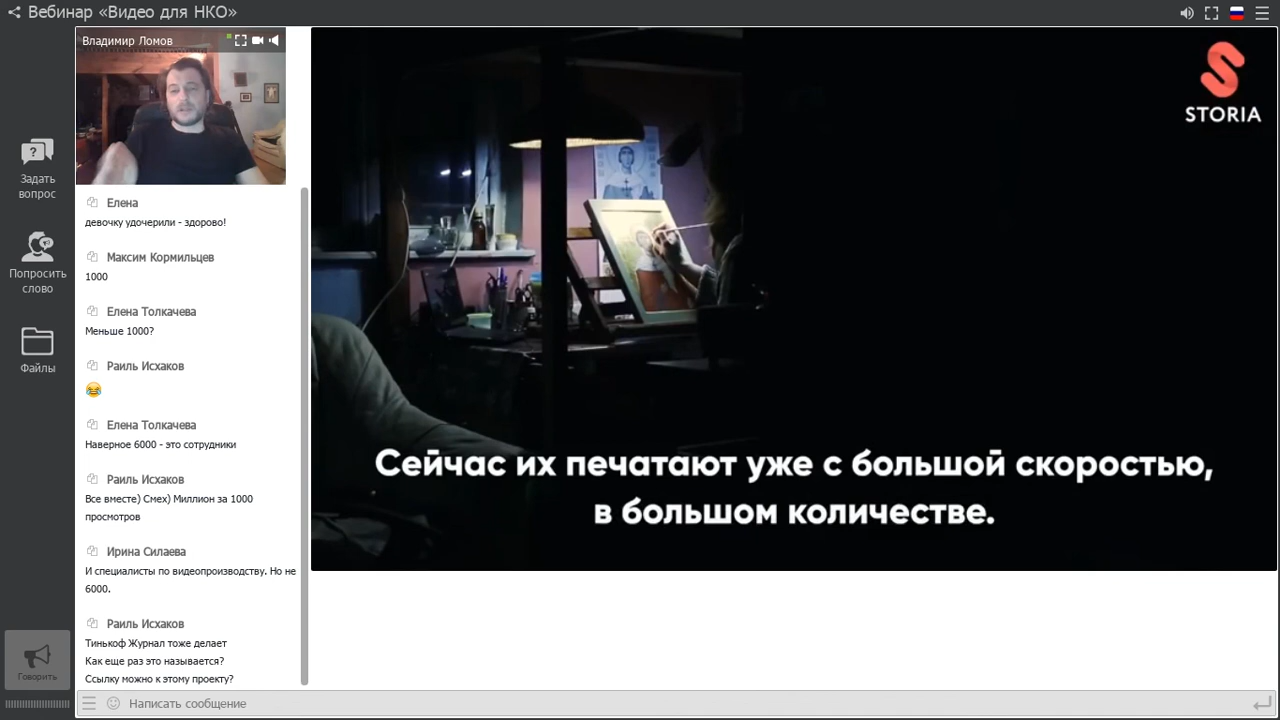 Вебинар «Видео для НКО»
Владимир Ломов
Задать
вопрос
Попросить
слово
Файлы
Говорить
Елена
девочку удочерили - здорово!
Максим Кормильцев
1000
Елена Толкачева
Меньше 1000?
Раиль Исхаков
Елена Толкачева
Наверное 6000 - это сотрудники
Раиль Исхаков
Все вместе) Смех) Миллион за 1000
просмотров
Ирина Силаева
И специалисты по видеопроизводству. Но не
6000.
Раиль Исхаков
Тинькоф Журнал тоже делает
Как еще раз это называется?
Ссылку можно к этому проекту?
Написать сообщение
STORIA
Сейчас их печатают уже с большой скоростью,
в большом количестве.